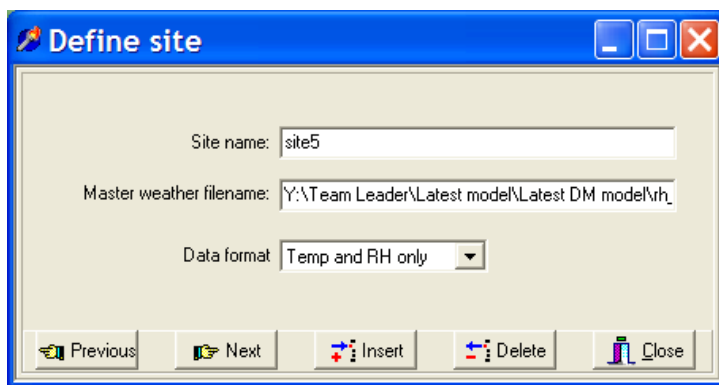 Define site
Site name: site5
Master weather filename: Y:\Team Leader\Latest model\Latest DM model\rh_
Data format Temp and RH only
Previous Next Insert Delete Close